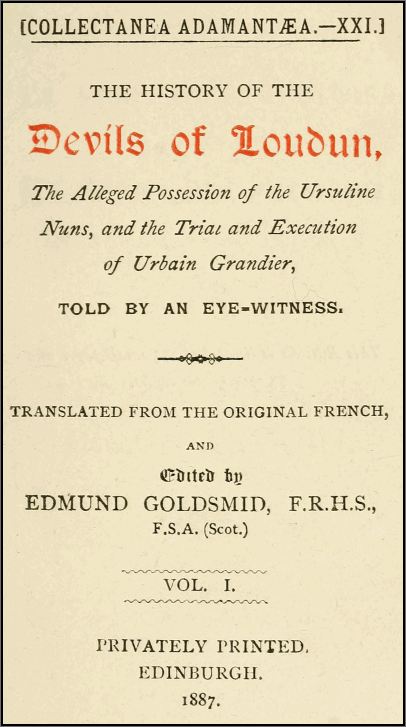 [COLLECTANEA ADAMANTÆA.—XXI.]
THE HISTORY OF THE
Devils of Loudun,
The Alleged Possession of the Ursuline
Nuns, and the Trial and Execution
of Urbain Grandier,
TOLD BY AN EYE-WITNESS.
TRANSLATED FROM THE ORIGINAL FRENCH,
AND
Edited by
EDMUND GOLDSMID, F.R.H.S.,
F.S.A. (Scot.)
VOL. I.
PRIVATELY PRINTED.
EDINBURGH.
1887.